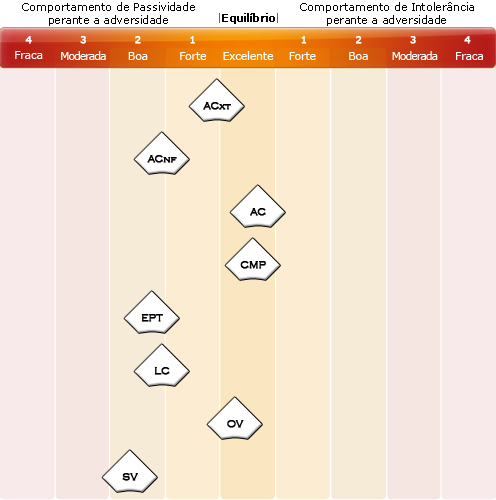 Comportamento de Passividade
perante a adversidade
|Equilíbrio|
Comportamento de Intolerância
perante a adversidade
4 3 2 1 1 2 3 4
Fraca Moderada Boa Forte Excelente Forte Boa Moderada Fraca
ACXT
ACNF
AC
CMP
EPT
LC
OV
SV